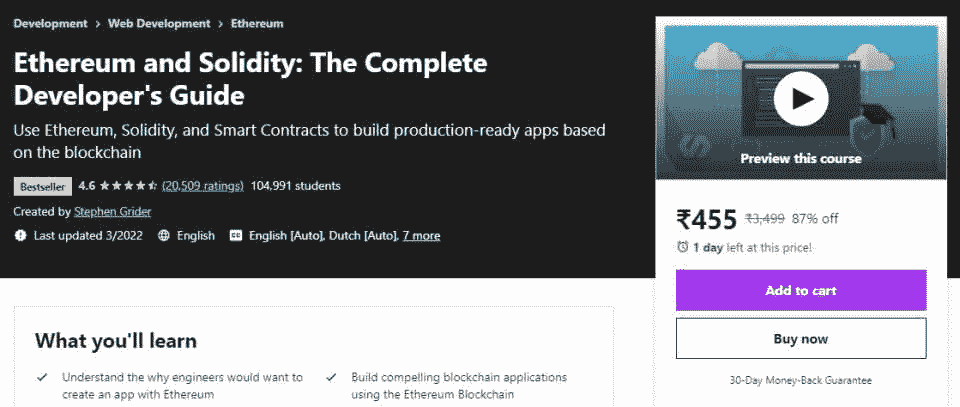 Development > Web Development > Ethereum
Ethereum and Solidity: The Complete
Developer's Guide
Use Ethereum, Solidity, and Smart Contracts to build production-ready apps based
on the blockchain
Bestseller 4.6 (20,509 ratings) 104,991 students
Created by Stephen Grider
Last updated 3/2022 English CC English [Auto], Dutch [Auto], 7 more
Preview this course
₹455 ₹3,499 87% off
1 day left at this price!
Add to cart
Buy now
30-Day Money-Back Guarantee
What you'll learn
Understand the why engineers would want to
create an app with Ethereum
Build compelling blockchain applications
using the Ethereum Blockchain